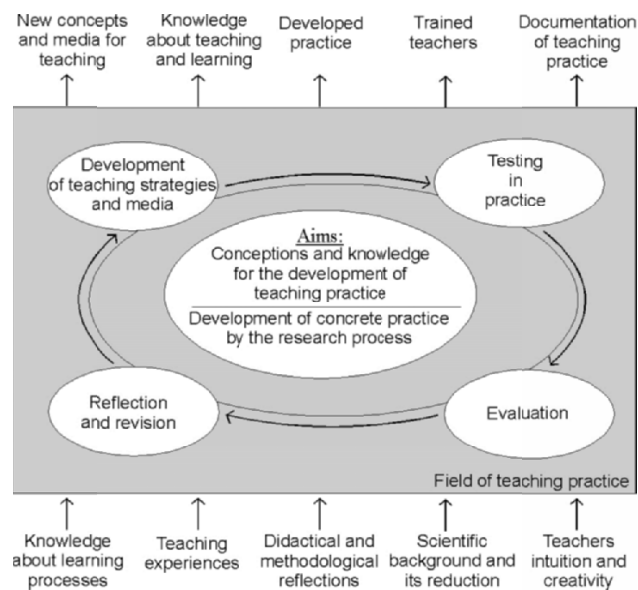 New concepts
and media for
teaching
Knowledge
about teaching
and learning
Developed
practice
Trained
teachers
Documentation
of teaching
practice
Development
of teaching strategies
and media
Testing
in
practice
Aims:
Conceptions and knowledge
for the development of
teaching practice
Development of concrete practice
by the research process
Reflection
and revision
Evaluation
Field of teaching practice
Knowledge
about learning
processes
Teaching
experiences
Didactical and
methodological
reflections
Scientific
background and
its reduction
Teachers
intuition and
creativity